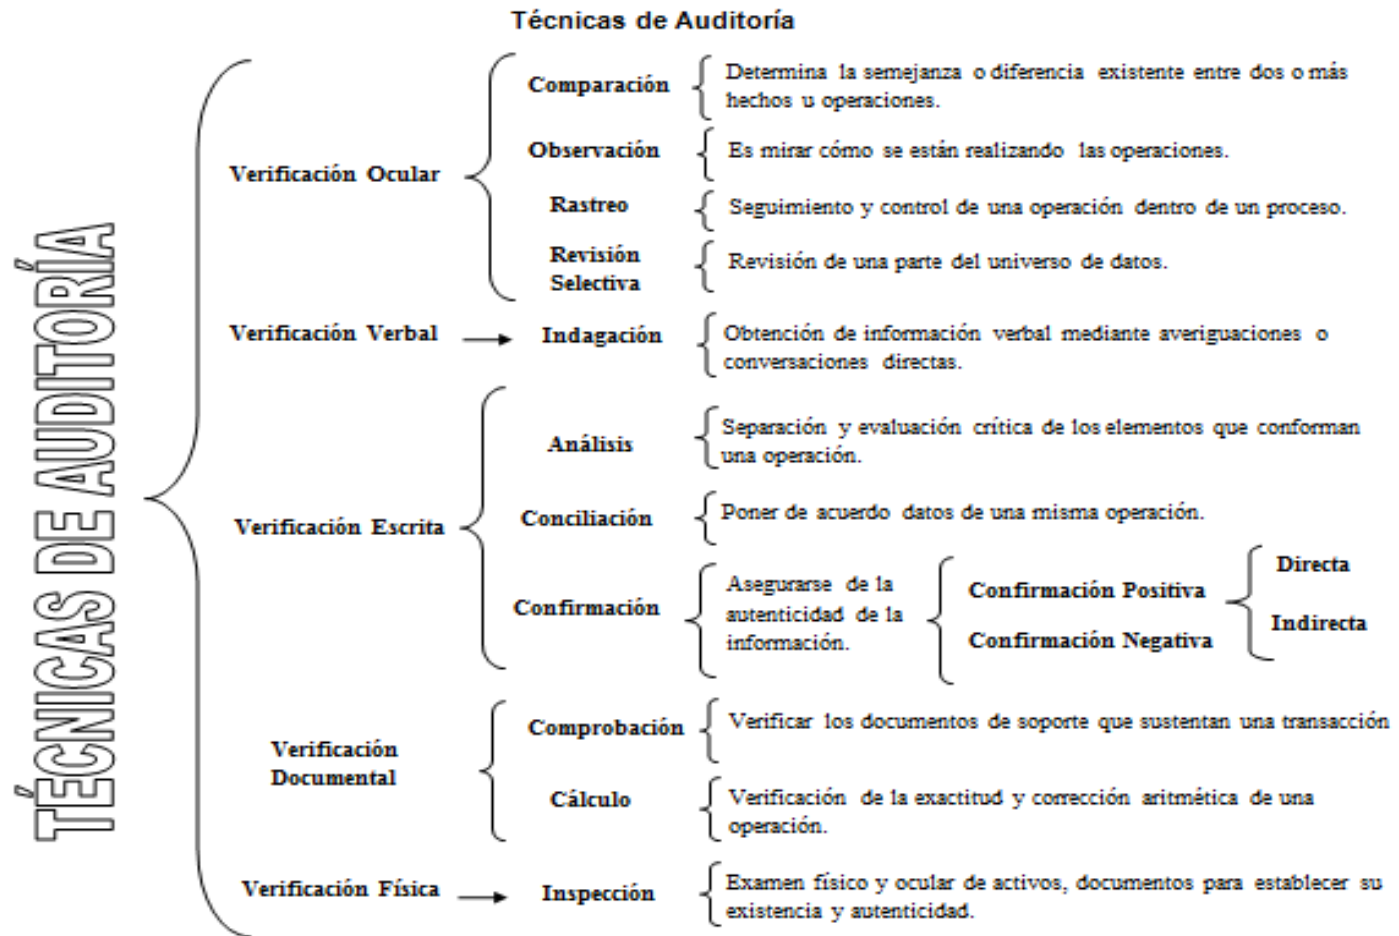 Técnicas de Auditoría
TÉCNICAS DE AUDITORÍA
Verificación Ocular
Comparación
Determina la semejanza o diferencia existente entre dos o más
hechos u operaciones.
Observación
Es mirar cómo se están realizando las operaciones.
Rastreo
Seguimiento y control de una operación dentro de un proceso.
Revisión
Selectiva
Revisión de una parte del universo de datos.
Verificación Verbal
Indagación
Obtención de información verbal mediante averiguaciones o
conversaciones directas.
Verificación Escrita
Análisis
Separación y evaluación crítica de los elementos que conforman
una operación.
Conciliación
Poner de acuerdo datos de una misma operación.
Confirmación
Asegurarse de la
autenticidad de la
información.
Confirmación Positiva
Directa
Indirecta
Confirmación Negativa
Verificación
Documental
Comprobación
Verificar los documentos de soporte que sustentan una transacción
Cálculo
Verificación de la exactitud y corrección aritmética de una
operación.
Verificación Física
Inspección
Examen físico y ocular de activos, documentos para establecer su
existencia y autenticidad.